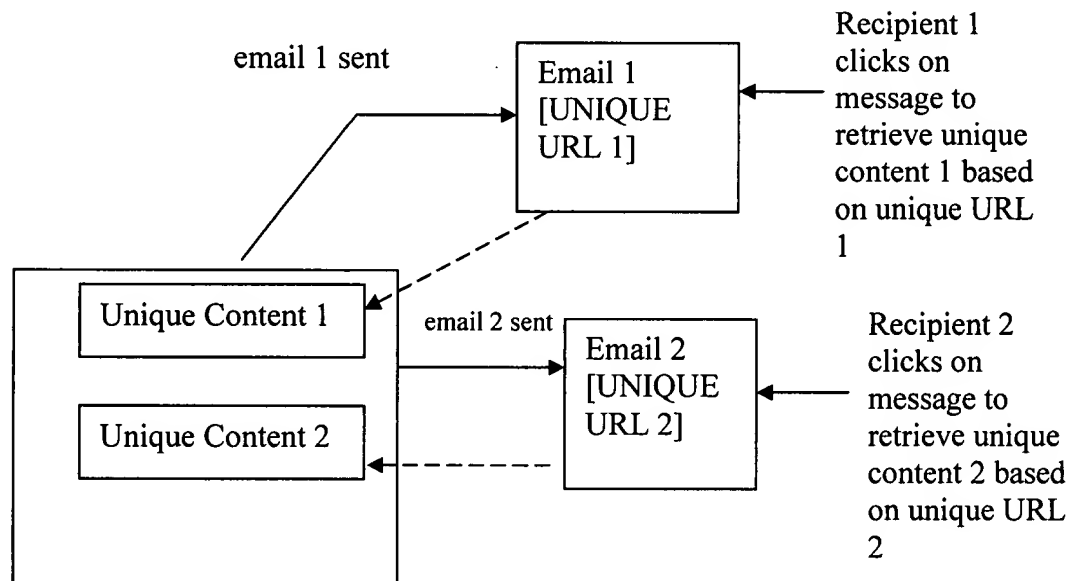 email 1 sent
Email 1
[UNIQUE
URL 1]
Recipient 1
clicks on
message to
retrieve unique
content 1 based
on unique URL
1
Unique Content 1
email 2 sent
Email 2
[UNIQUE
URL 2]
Recipient 2
clicks on
message to
retrieve unique
content 2 based
on unique URL
2
Unique Content 2